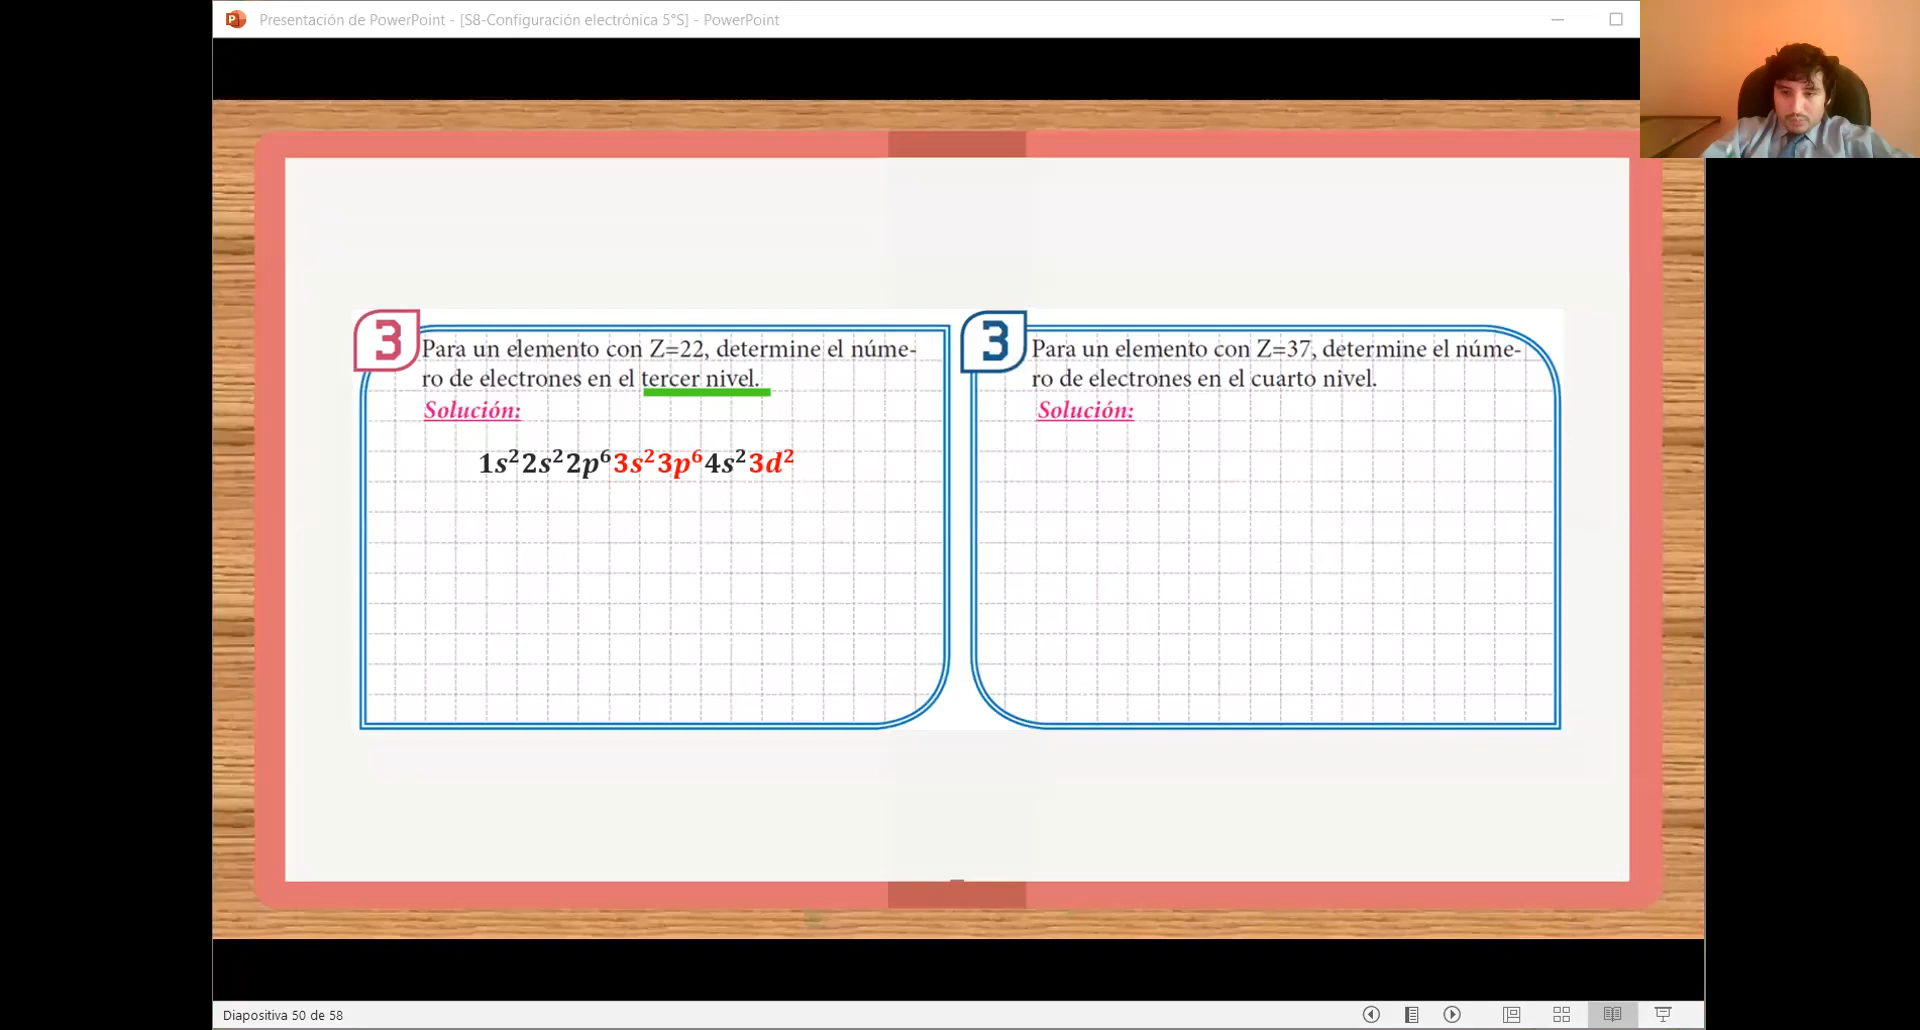 Presentación de PowerPoint - [S8-Configuración electrónica 5°S] - PowerPoint
3
Para un elemento con Z=22, determine el núme-
ro de electrones en el tercer nivel.
Solución:
1s²2s²2p⁶3s²3p⁶4s²3d²
3
Para un elemento con Z=37, determine el núme-
ro de electrones en el cuarto nivel.
Solución:
Diapositiva 50 de 58